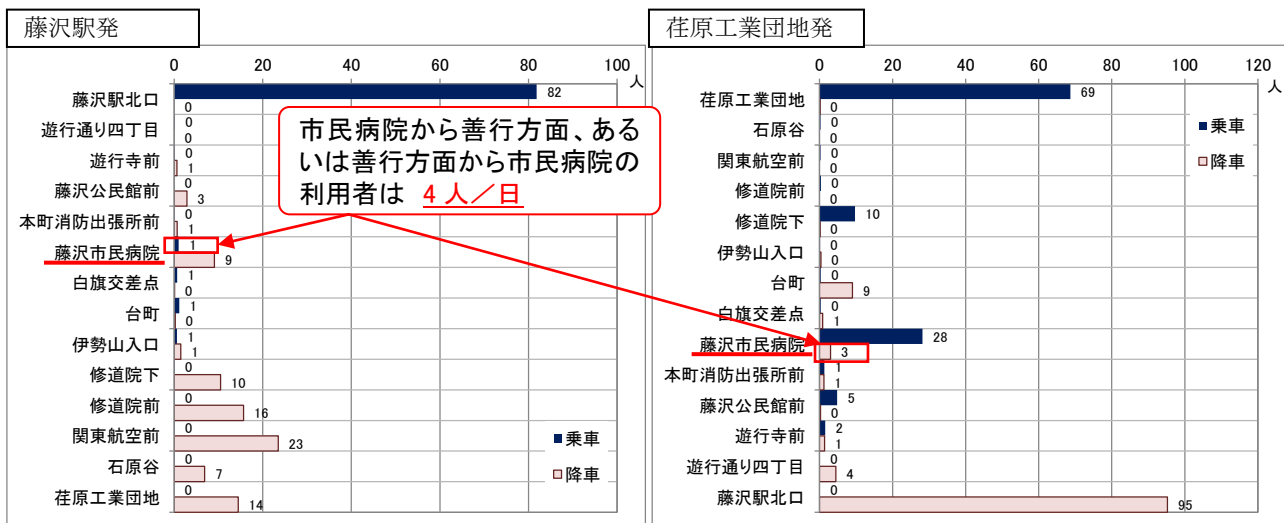 藤沢駅発
0 20 40 60 80 100
人
藤沢駅北口 82
0
遊行通り四丁目 0
0
遊行寺前 0
1
藤沢公民館前 0
3
本町消防出張所前 0
1
藤沢市民病院 1
9
白旗交差点 1
0
台町 1
0
伊勢山入口 1
1
修道院下 0
10
修道院前 0
16
関東航空前 0
23
石原谷 0
7
荏原工業団地 0
14
乗車
降車
市民病院から善行方面、ある
いは善行方面から市民病院の
利用者は 4人/日
荏原工業団地発
0 20 40 60 80 100 120
人
荏原工業団地 69
0
石原谷 0
0
関東航空前 0
0
修道院前 0
0
修道院下 10
0
伊勢山入口 0
0
台町 0
9
白旗交差点 0
1
藤沢市民病院 28
3
本町消防出張所前 1
1
藤沢公民館前 5
0
遊行寺前 2
1
遊行通り四丁目 0
4
藤沢駅北口 0
95
乗車
降車